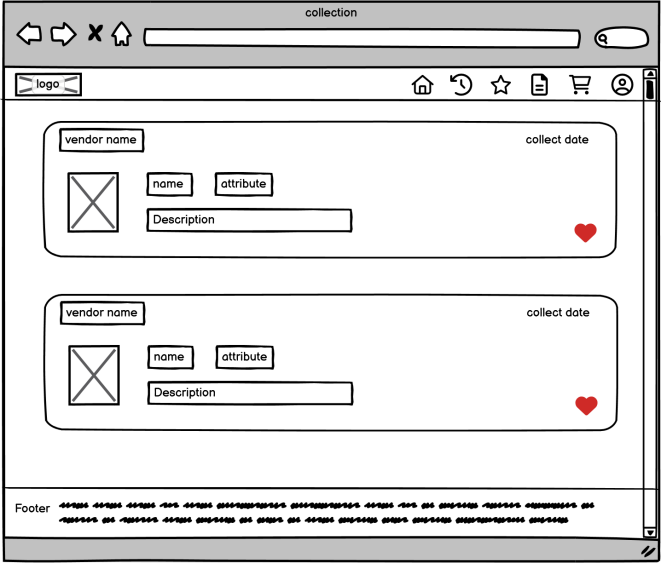 collection
logo
vendor name collect date
name attribute
Description
vendor name collect date
name attribute
Description
Footer